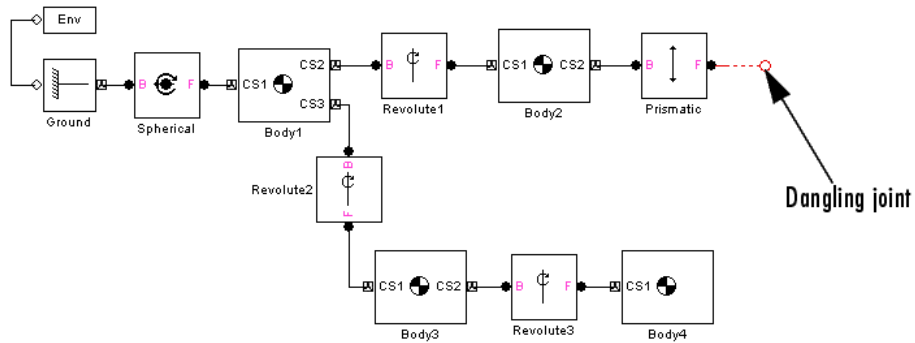 Env
Ground
B F
Spherical
CS1 CS2
CS3
Body1
B F
Revolute1
CS1 CS2
Body2
B F
Prismatic
Dangling joint
Revolute2
B
F
CS1 CS2
Body3
B F
Revolute3
CS1
Body4